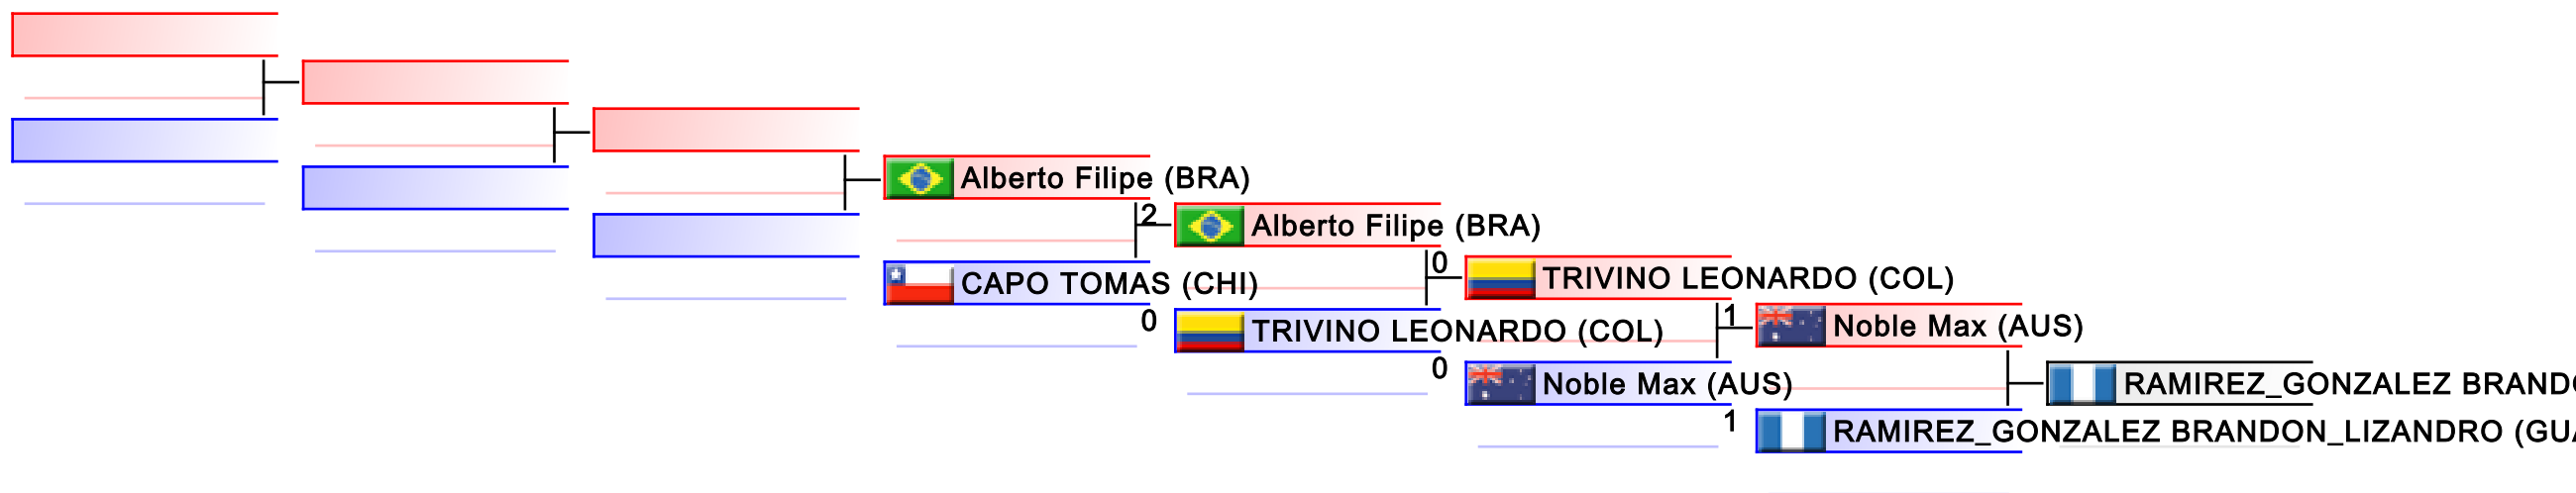 Alberto Filipe (BRA)
2
Alberto Filipe (BRA)
CAPO TOMAS (CHI)
0
0
TRIVINO LEONARDO (COL)
TRIVINO LEONARDO (COL)
0
1
Noble Max (AUS)
Noble Max (AUS)
1
RAMIREZ_GONZALEZ BRANDON_LIZANDRO (GUA
RAMIREZ_GONZALEZ